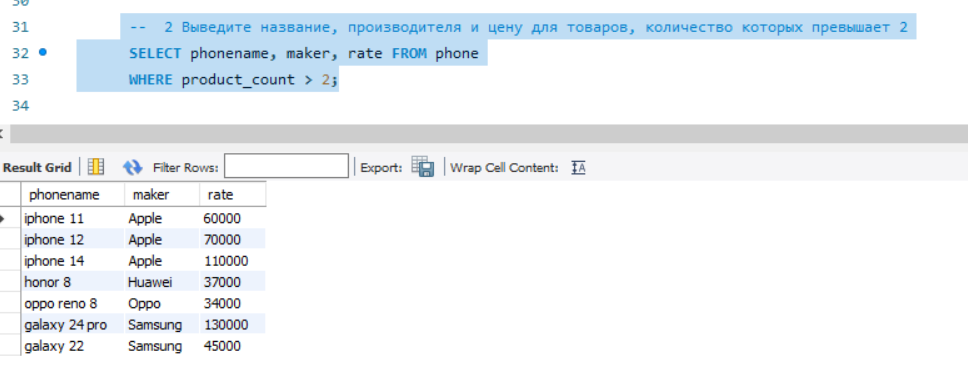 30
31 -- 2 Выведите название, производителя и цену для товаров, количество которых превышает 2
32 SELECT phonename, maker, rate FROM phone
33 WHERE product_count > 2;
34
Result Grid Filter Rows: Export: Wrap Cell Content: IA
phonename maker rate
iphone 11 Apple 60000
iphone 12 Apple 70000
iphone 14 Apple 110000
honor 8 Huawei 37000
oppo reno 8 Oppo 34000
galaxy 24 pro Samsung 130000
galaxy 22 Samsung 45000